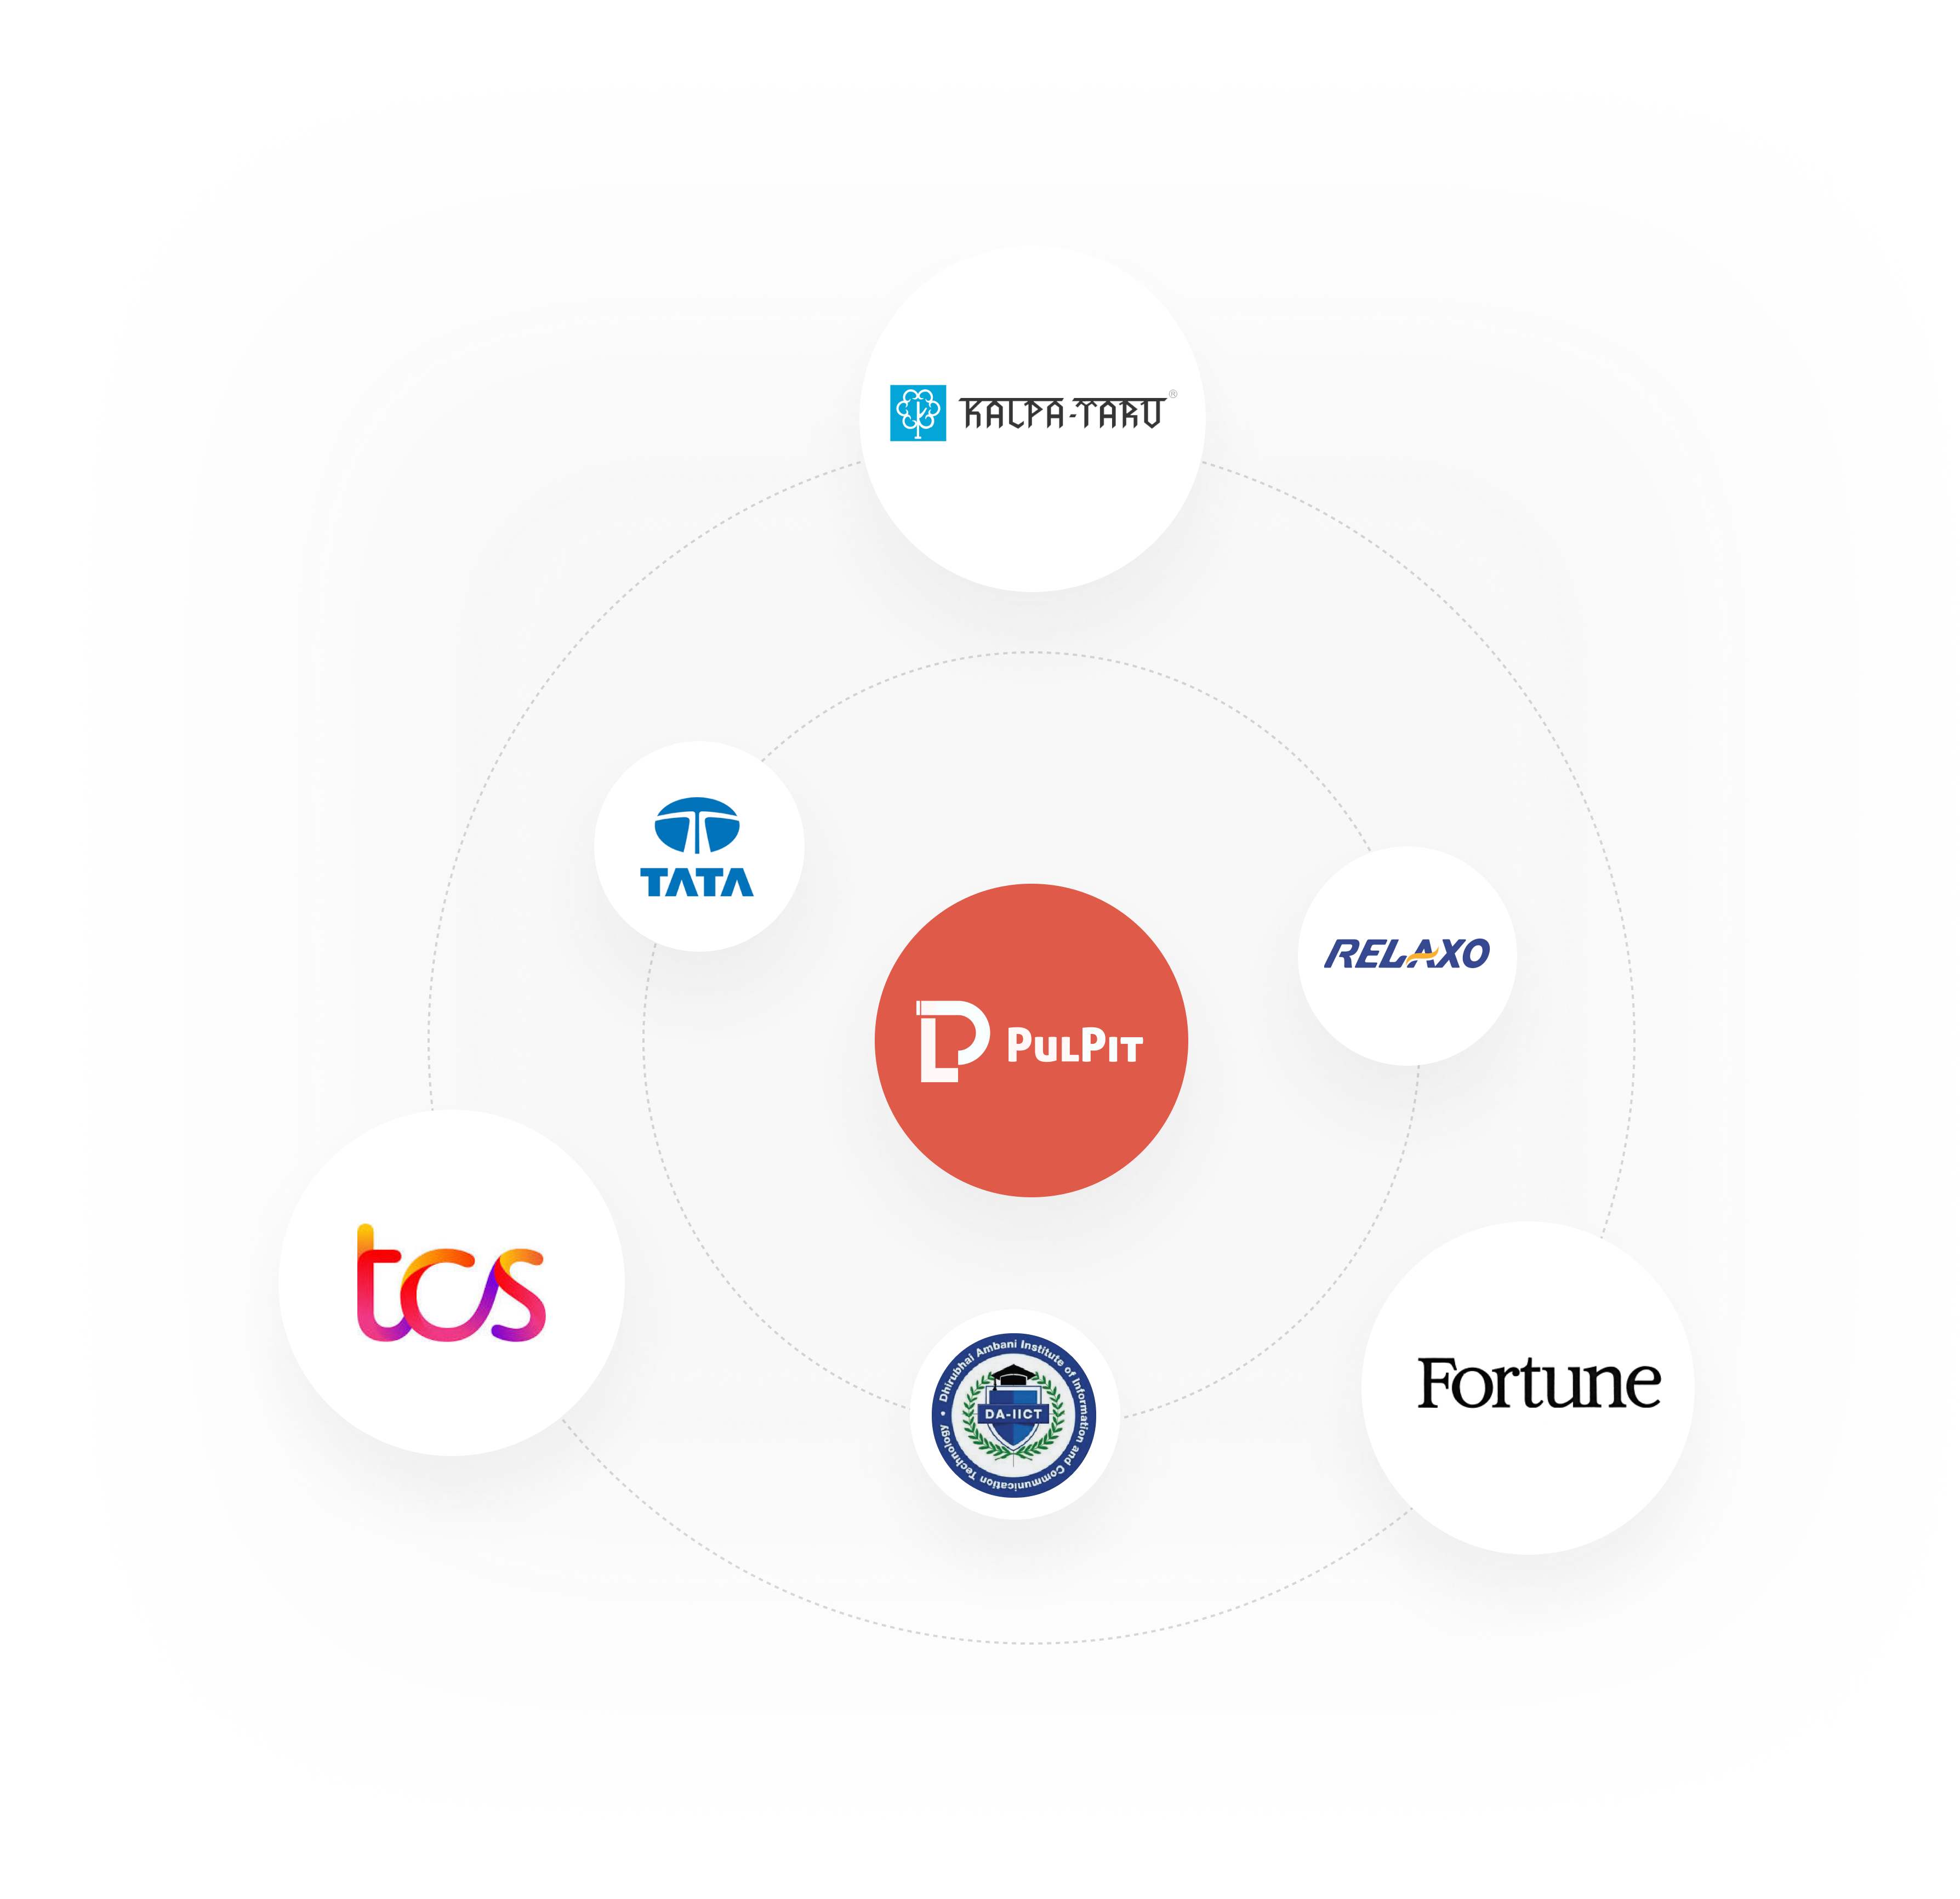 KALPA-TARU®
TATA
RELAXO
PULPIT
tcs
Dhirubhai Ambani Institute of Information and Communication Technology •
DA-IICT
Fortune